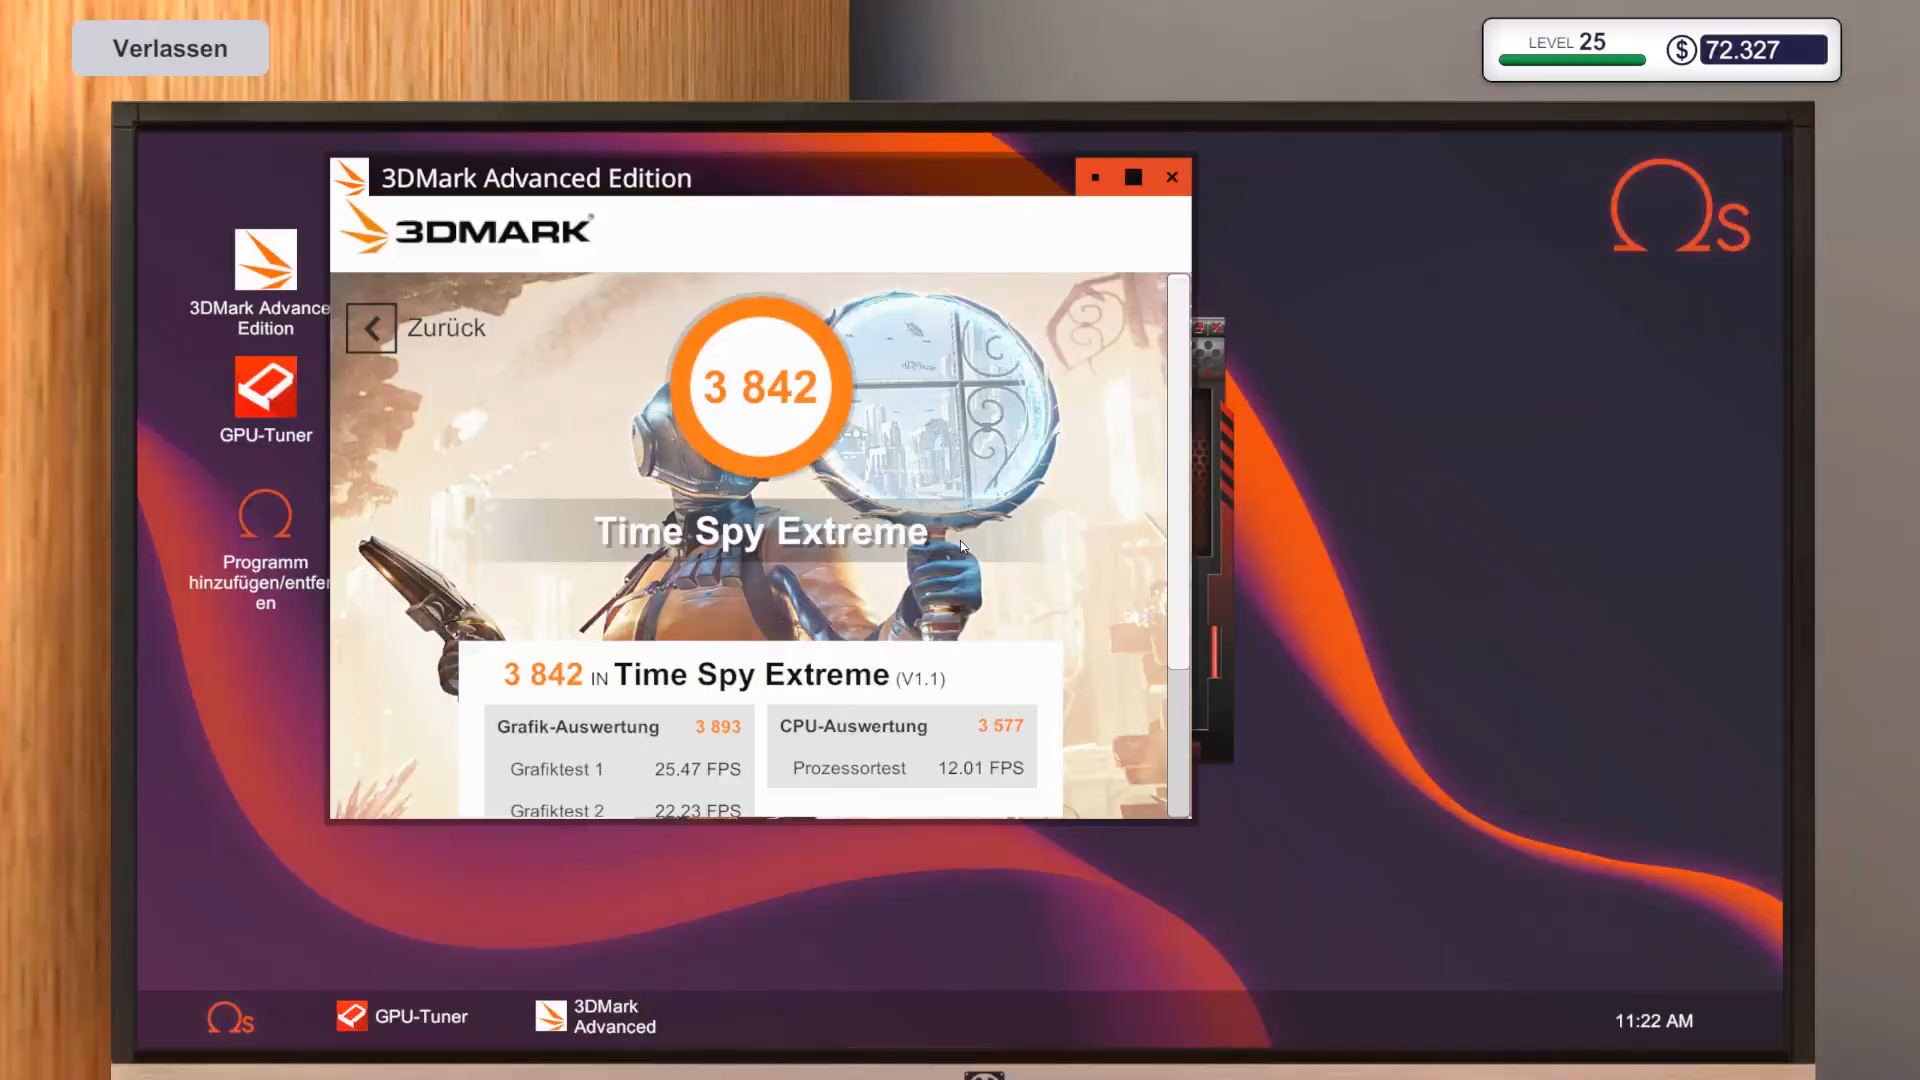 Verlassen
LEVEL 25
$ 72.327
3DMark Advanced Edition
3DMARK®
3DMark Advance
Edition
Zurück
3 842
GPU-Tuner
Time Spy Extreme
Programm
hinzufügen/entfer
en
3 842 IN Time Spy Extreme (V1.1)
Grafik-Auswertung 3 893
CPU-Auswertung 3 577
Grafiktest 1 25.47 FPS
Prozessortest 12.01 FPS
Grafiktest 2 22.23 FPS
Ωs
Ωs
GPU-Tuner
3DMark
Advanced
11:22 AM